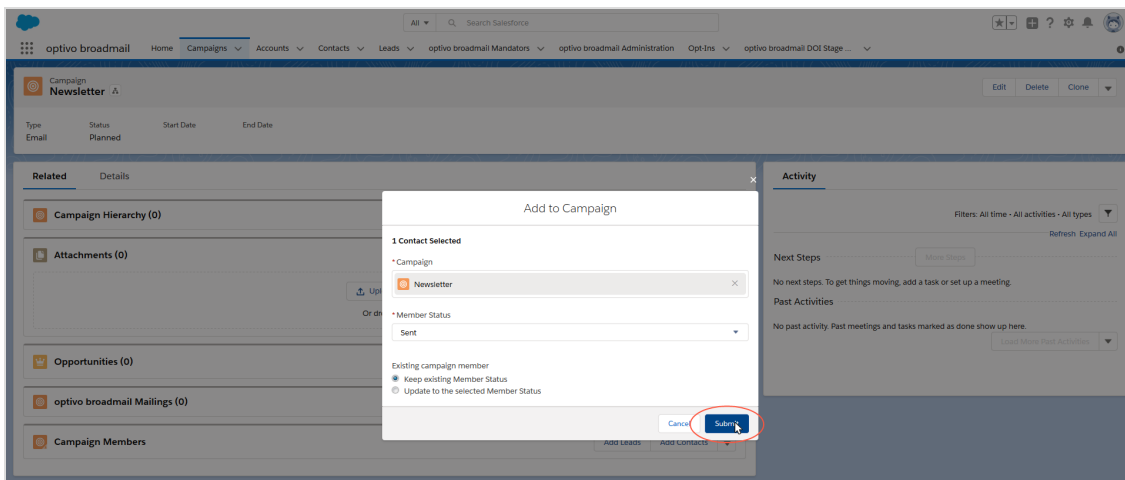 All
Search Salesforce
optivo broadmail
Home Campaigns Accounts Contacts Leads optivo broadmail Mandators optivo broadmail Administration Opt-Ins optivo broadmail DOI Stage ...
Campaign
Newsletter
Edit Delete Clone
Type Status Start Date End Date
Email Planned
Related Details
Campaign Hierarchy (0)
Attachments (0)
Opportunities (0)
optivo broadmail Mailings (0)
Campaign Members
Add Leads Add Contacts
Add to Campaign
1 Contact Selected
*Campaign
Newsletter
*Member Status
Sent
Existing campaign member
Keep existing Member Status
Update to the selected Member Status
Cancel Submit
Activity
Filters: All time • All activities • All types
Refresh Expand All
Next Steps
More Steps
No next steps. To get things moving, add a task or set up a meeting.
Past Activities
No past activity. Past meetings and tasks marked as done show up here.
Load More Past Activities